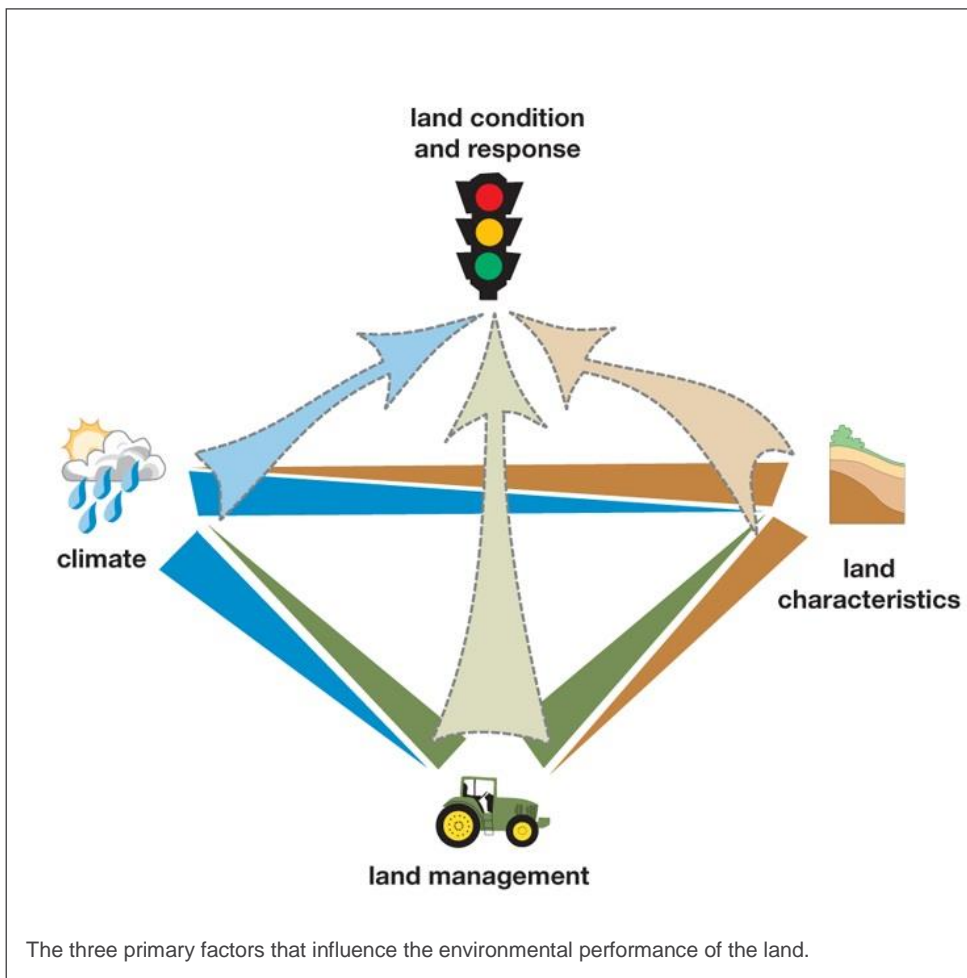 land condition
and response
climate
land
characteristics
land management
The three primary factors that influence the environmental performance of the land.